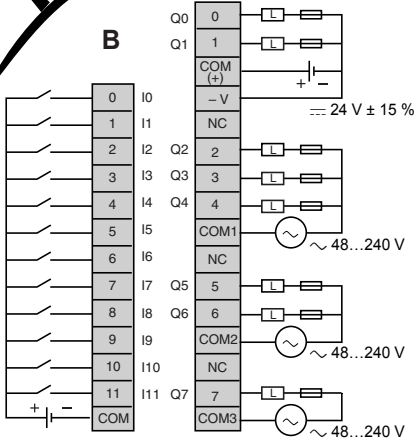 B
0 I0
1 I1
2 I2
3 I3
4 I4
5 I5
6 I6
7 I7
8 I8
9 I9
10 I10
11 I11
+ −
COM
Q0 0 L
Q1 1 L
COM
(+)
+ −
– V
24 V ± 15 %
NC
Q2 2 L
Q3 3 L
Q4 4 L
COM1 ~
~ 48...240 V
NC
Q5 5 L
Q6 6 L
COM2 ~
~ 48...240 V
NC
Q7 7 L
COM3 ~
~ 48...240 V